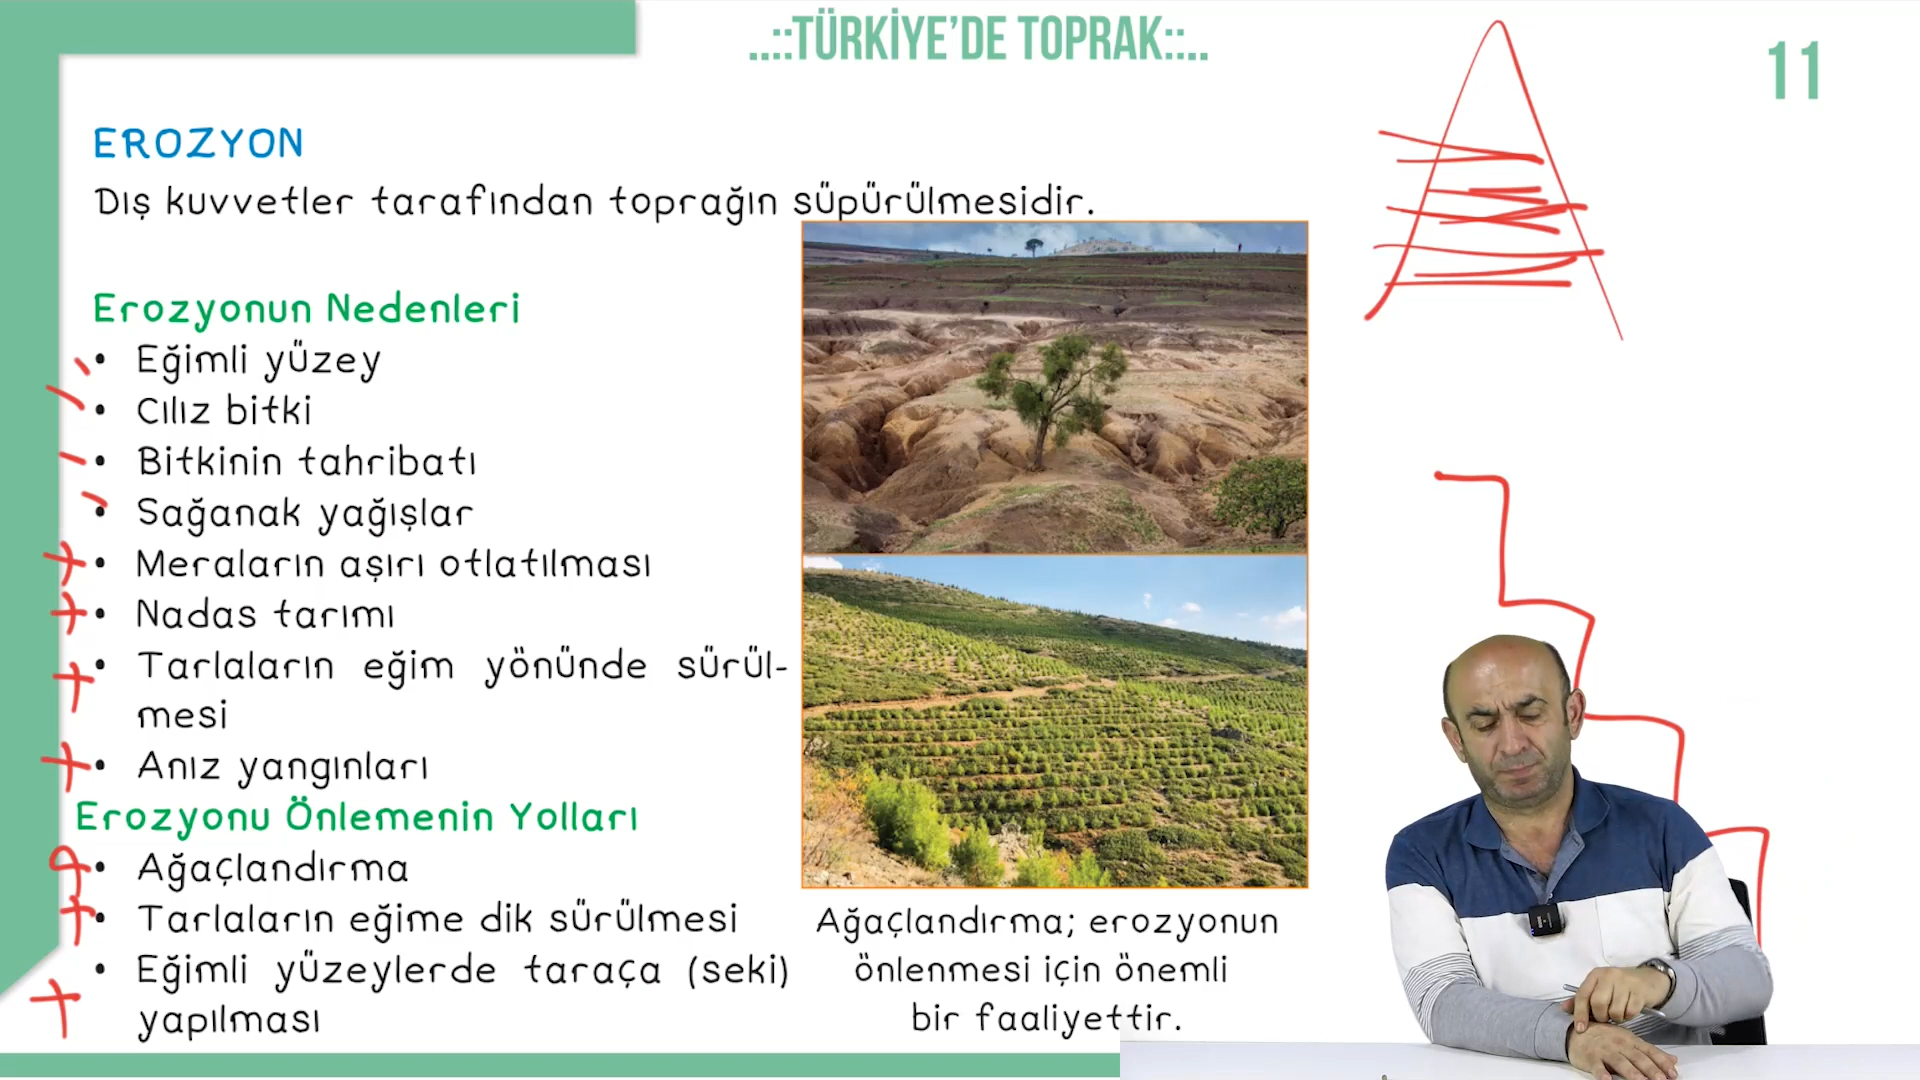 ..::TÜRKİYE'DE TOPRAK::..
11
EROZYON
Dış kuvvetler tarafından toprağın süpürülmesidir.
Erozyonun Nedenleri
• Eğimli yüzey
• Cılız bitki
• Bitkinin tahribatı
• Sağanak yağışlar
• Meraların aşırı otlatılması
• Nadas tarımı
• Tarlaların eğim yönünde sürül-
mesi
• Anız yangınları
Erozyonu Önlemenin Yolları
• Ağaçlandırma
• Tarlaların eğime dik sürülmesi
• Eğimli yüzeylerde taraça (seki)
yapılması
Ağaçlandırma; erozyonun
önlenmesi için önemli
bir faaliyettir.